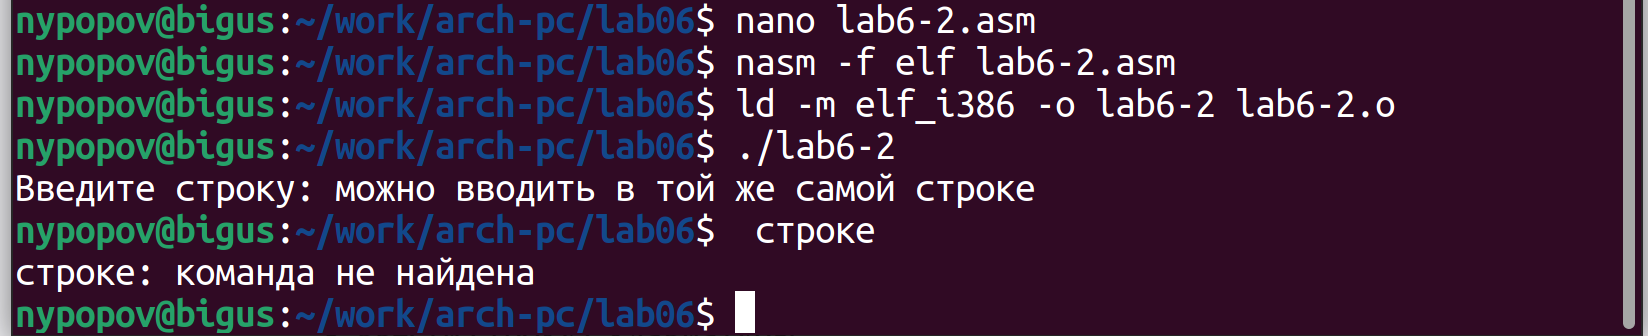 nypopov@bigus:~/work/arch-pc/lab06$ nano lab6-2.asm
nypopov@bigus:~/work/arch-pc/lab06$ nasm -f elf lab6-2.asm
nypopov@bigus:~/work/arch-pc/lab06$ ld -m elf_i386 -o lab6-2 lab6-2.o
nypopov@bigus:~/work/arch-pc/lab06$ ./lab6-2
Введите строку: можно вводить в той же самой строке
nypopov@bigus:~/work/arch-pc/lab06$  строке
строке: команда не найдена
nypopov@bigus:~/work/arch-pc/lab06$